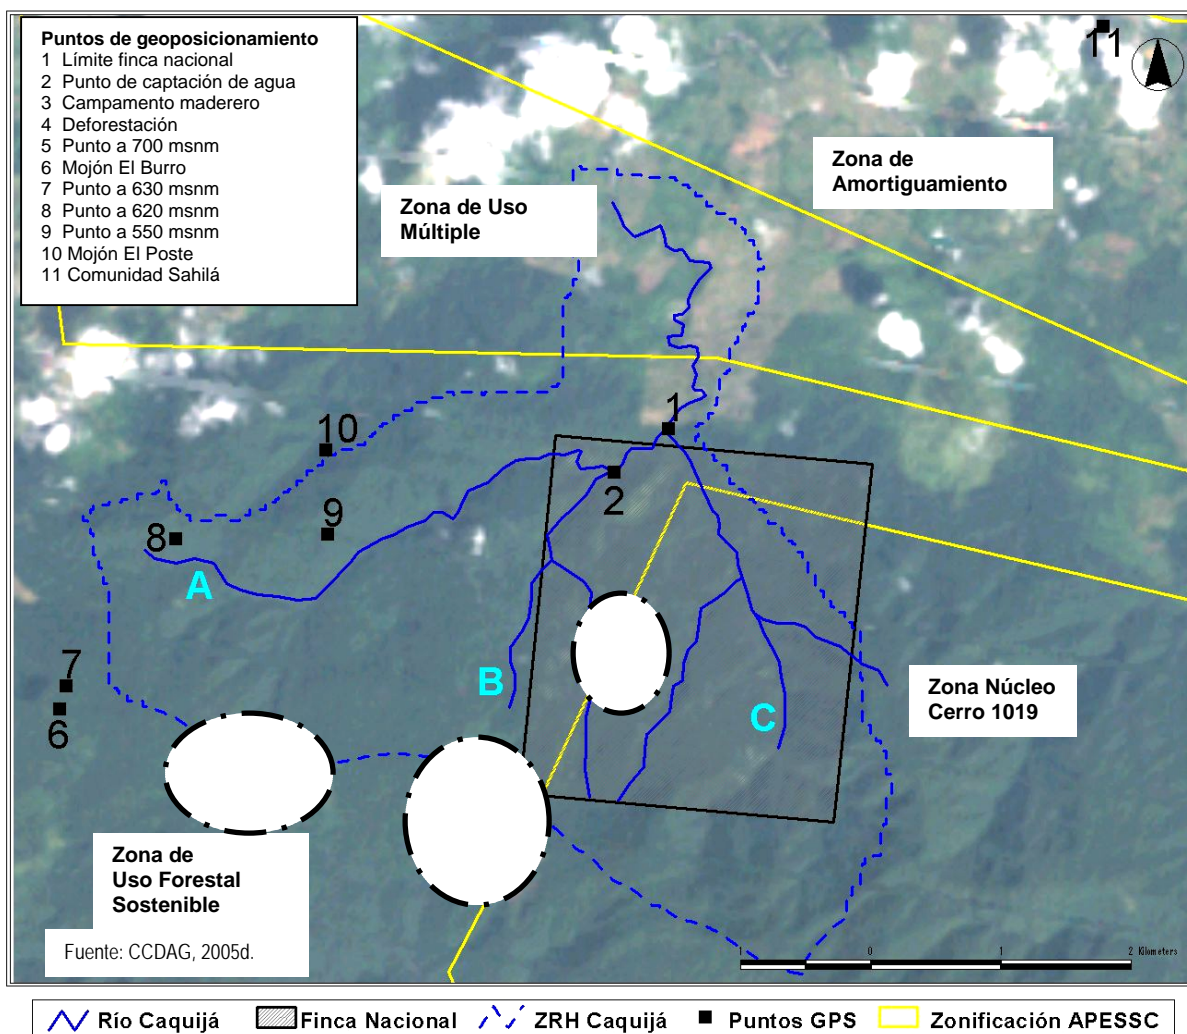 Puntos de geoposicionamiento
1 Límite finca nacional
2 Punto de captación de agua
3 Campamento maderero
4 Deforestación
5 Punto a 700 msnm
6 Mojón El Burro
7 Punto a 630 msnm
8 Punto a 620 msnm
9 Punto a 550 msnm
10 Mojón El Poste
11 Comunidad Sahilá
11
Zona de
Amortiguamiento
Zona de Uso
Múltiple
1
10
2
9
8
A
B
7
6
C
Zona Núcleo
Cerro 1019
Zona de
Uso Forestal
Sostenible
Fuente: CCDAG, 2005d.
1 0 1 2 Kilometers
Río Caquijá Finca Nacional ZRH Caquijá Puntos GPS Zonificación APESSC